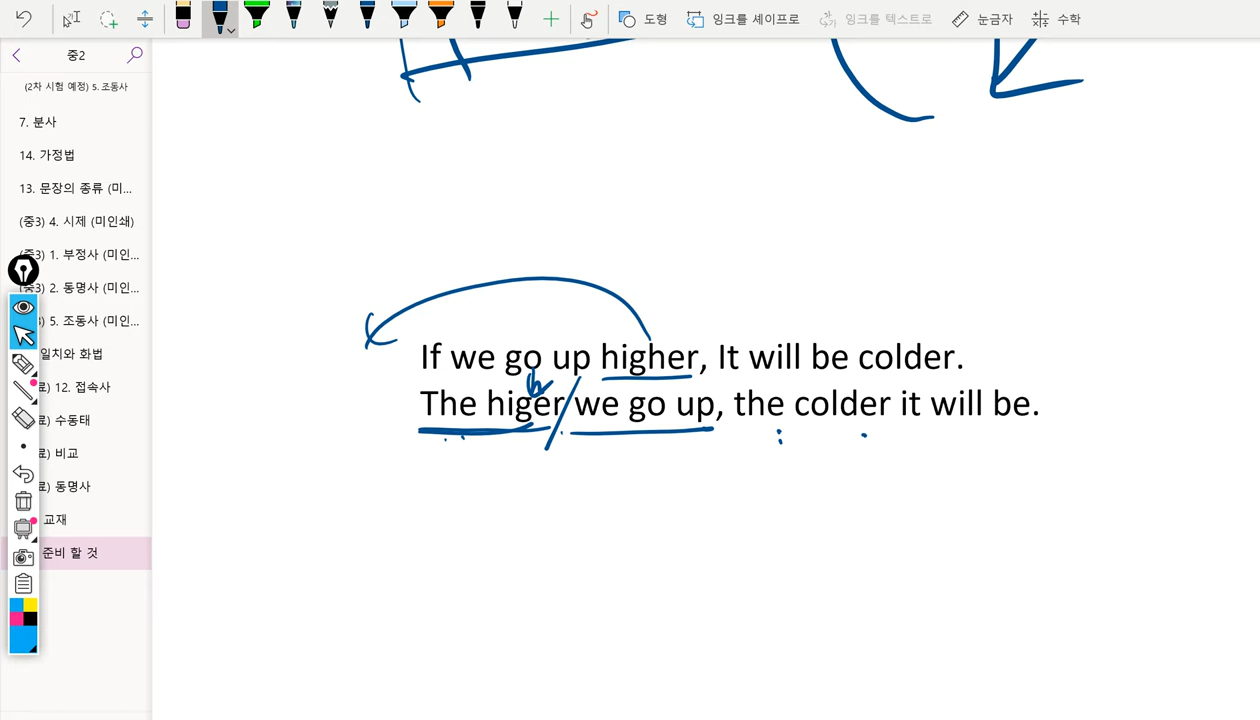 도형
잉크를 셰이프로
잉크를 텍스트로
눈금자
수학
중2
(2차 시험 예정) 5. 조동사
7. 분사
14. 가정법
13. 문장의 종류 (미...
(중3) 4. 시제 (미인쇄)
(중3) 1. 부정사 (미인...
(중3) 2. 동명사 (미인...
) 5. 조동사 (미인...
일치와 화법
) 12. 접속사
) 수동태
) 비교
) 동명사
교재
준비 할 것
If we go up higher, It will be colder.
h
The higer we go up, the colder it will be.